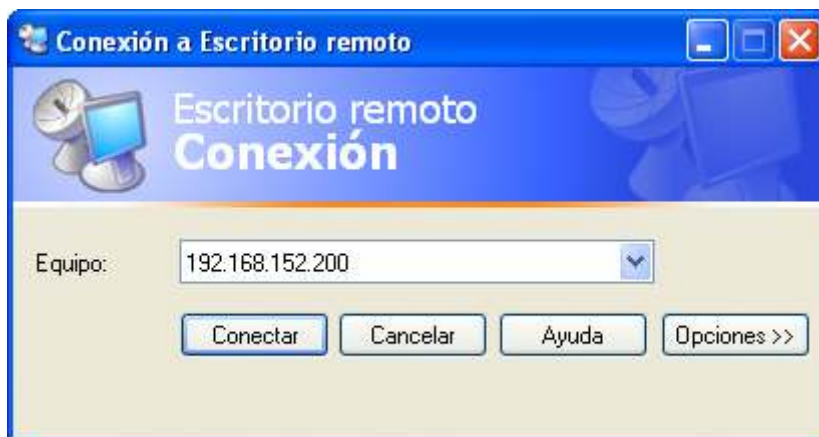 Conexión a Escritorio remoto
Escritorio remoto
Conexión
Equipo: 192.168.152.200
Conectar Cancelar Ayuda Opciones >>